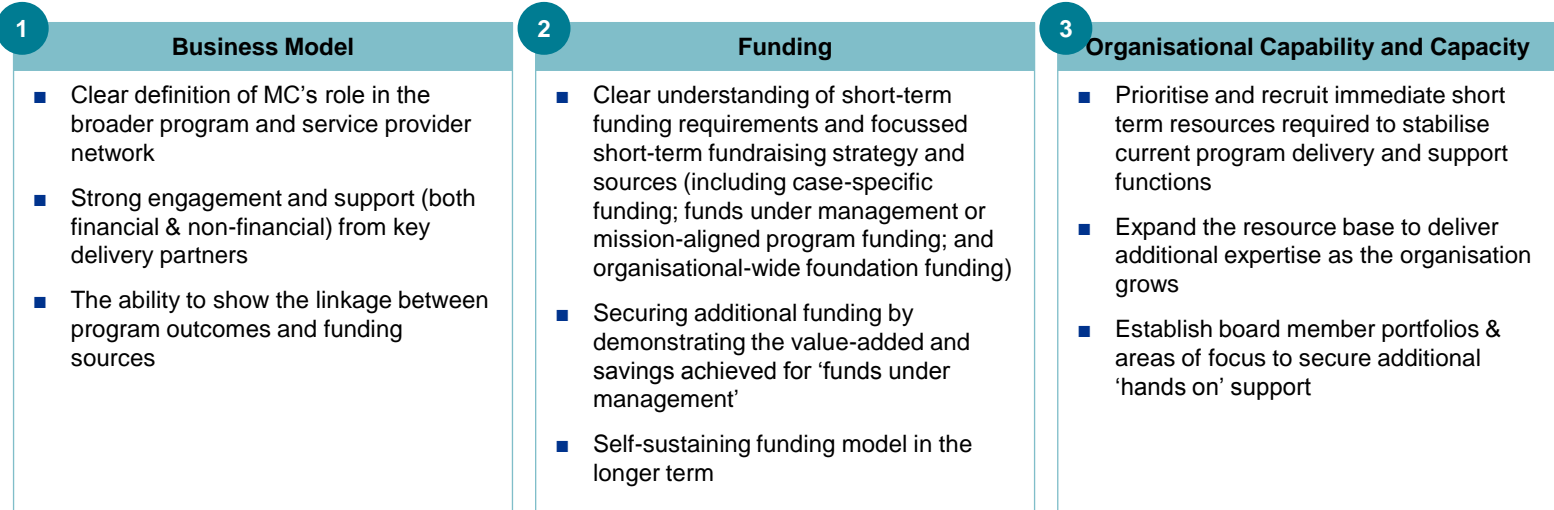 1
Business Model
■ Clear definition of MC’s role in the
broader program and service provider
network
■ Strong engagement and support (both
financial & non-financial) from key
delivery partners
■ The ability to show the linkage between
program outcomes and funding
sources
2
Funding
■ Clear understanding of short-term
funding requirements and focussed
short-term fundraising strategy and
sources (including case-specific
funding; funds under management or
mission-aligned program funding; and
organisational-wide foundation funding)
■ Securing additional funding by
demonstrating the value-added and
savings achieved for ‘funds under
management’
■ Self-sustaining funding model in the
longer term
3
Organisational Capability and Capacity
■ Prioritise and recruit immediate short
term resources required to stabilise
current program delivery and support
functions
■ Expand the resource base to deliver
additional expertise as the organisation
grows
■ Establish board member portfolios &
areas of focus to secure additional
‘hands on’ support